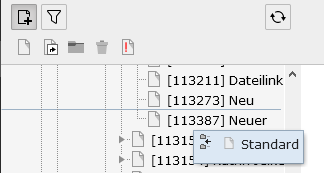 [113211] Dateilink
[113273] Neu
[113387] Neuer
Standard